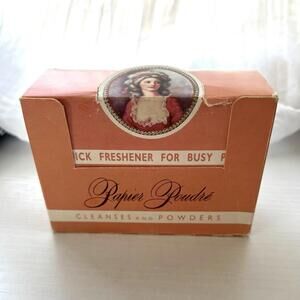 ICK FRESHENER FOR BUSY
Papier Poudré
CLEANSES AND POWDERS